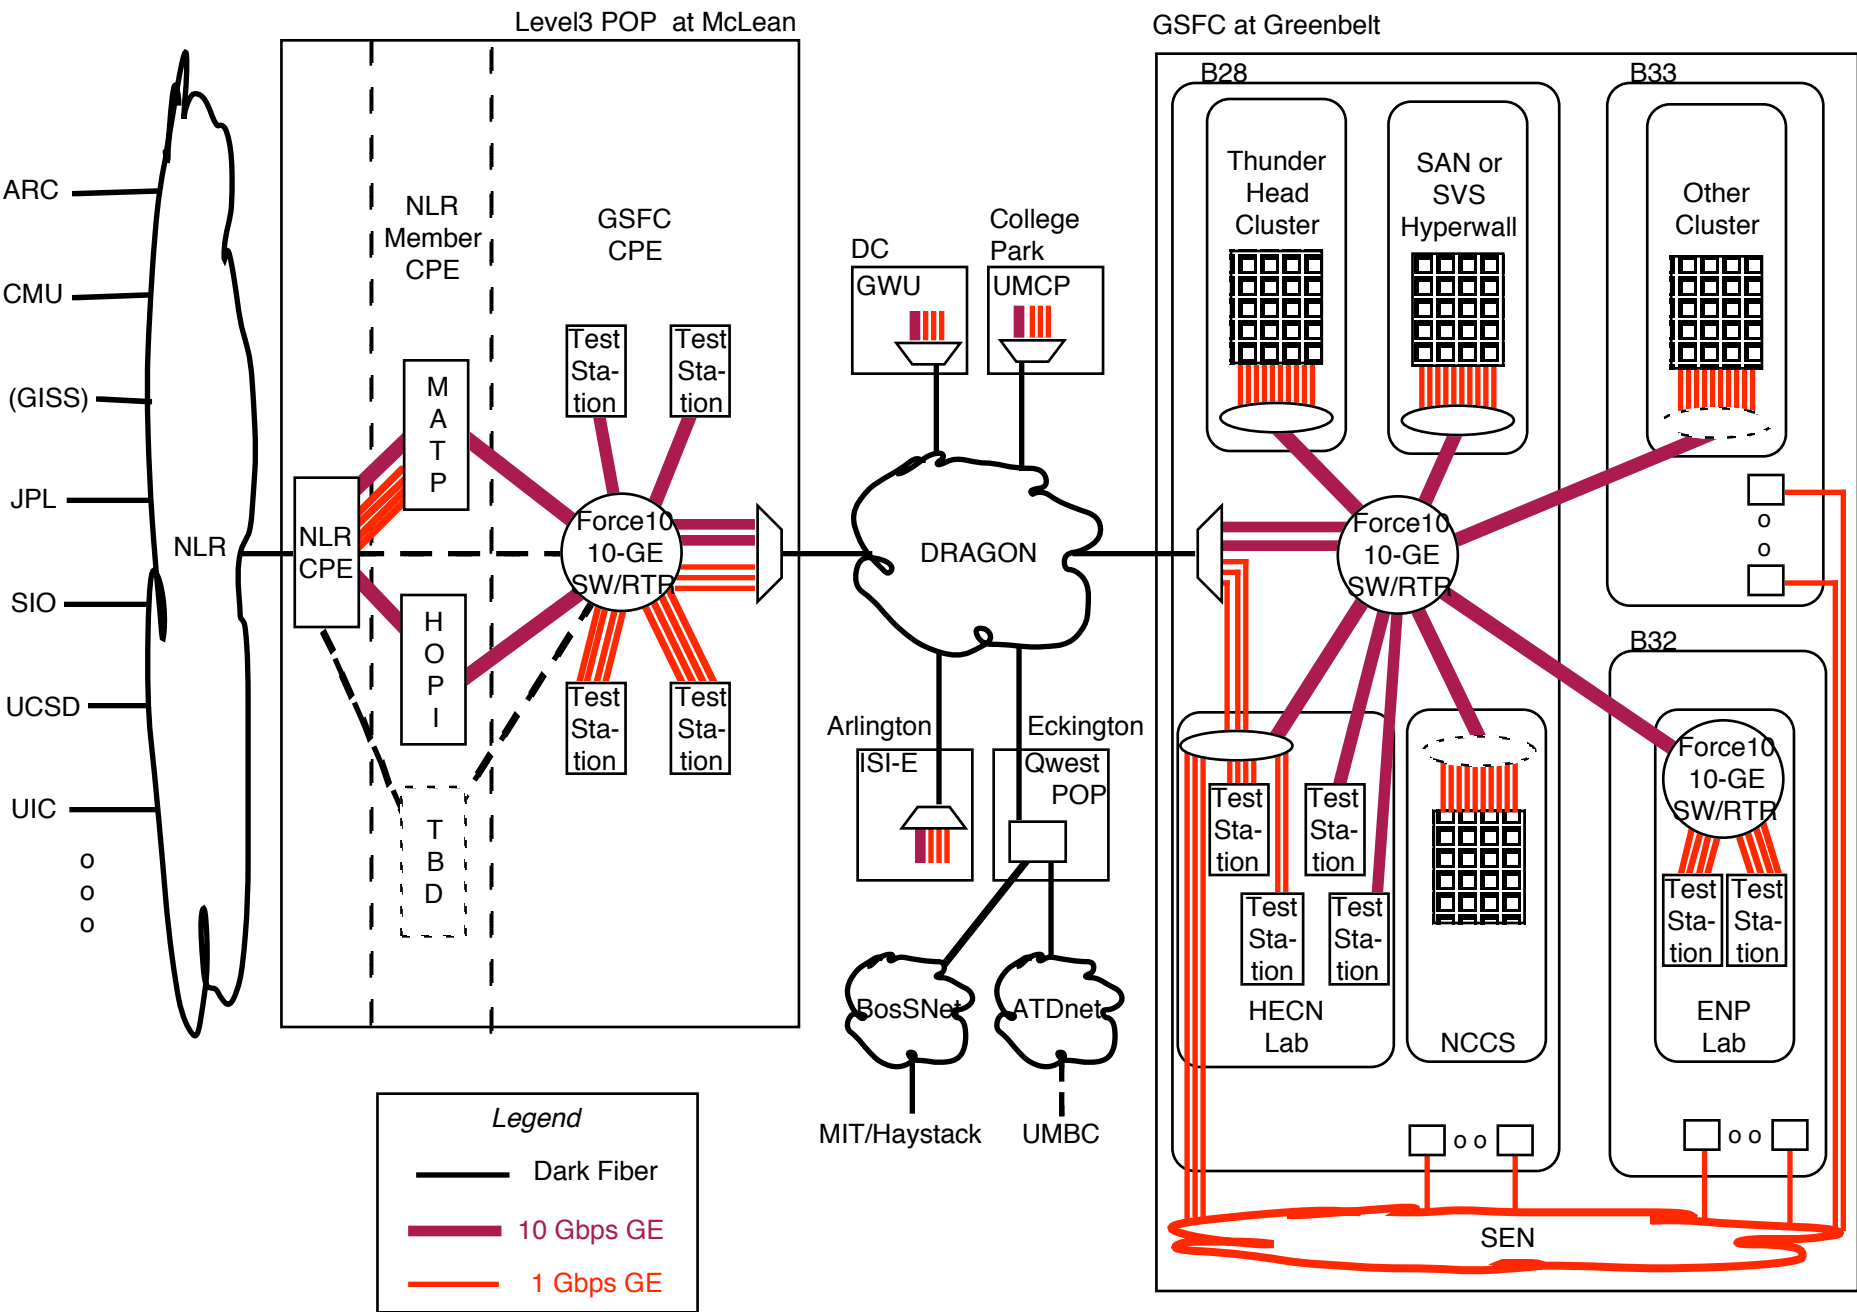 Level3 POP at McLean
GSFC at Greenbelt
ARC
CMU
(GISS)
JPL
SIO
UCSD
UIC
o
o
o
NLR
NLR
CPE
NLR
Member
CPE
M
A
T
P
H
O
P
I
T
B
D
GSFC
CPE
Test
Sta-
tion
Test
Sta-
tion
Force10
10-GE
SW/RTR
Test
Sta-
tion
Test
Sta-
tion
DC
GWU
College
Park
UMCP
DRAGON
Arlington
ISI-E
Eckington
Qwest
POP
BosSNet
ATDnet
MIT/Haystack
UMBC
B28
Thunder
Head
Cluster
SAN or
SVS
Hyperwall
Force10
10-GE
SW/RTR
Test
Sta-
tion
Test
Sta-
tion
Test
Sta-
tion
Test
Sta-
tion
HECN
Lab
NCCS
o o
B33
Other
Cluster
o
o
B32
Force10
10-GE
SW/RTR
Test
Sta-
tion
Test
Sta-
tion
ENP
Lab
o o
SEN
Legend
Dark Fiber
10 Gbps GE
1 Gbps GE